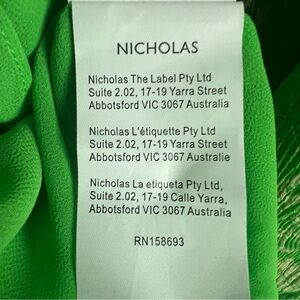 NICHOLAS
Nicholas The Label Pty Ltd
Suite 2.02, 17-19 Yarra Street
Abbotsford VIC 3067 Australia
Nicholas L'étiquette Pty Ltd
Suite 2.02, 17-19 Yarra Street
Abbotsford VIC 3067 Australia
Nicholas La etiqueta Pty Ltd,
Suite 2.02, 17-19 Calle Yarra,
Abbotsford VIC 3067 Australie
RN158693